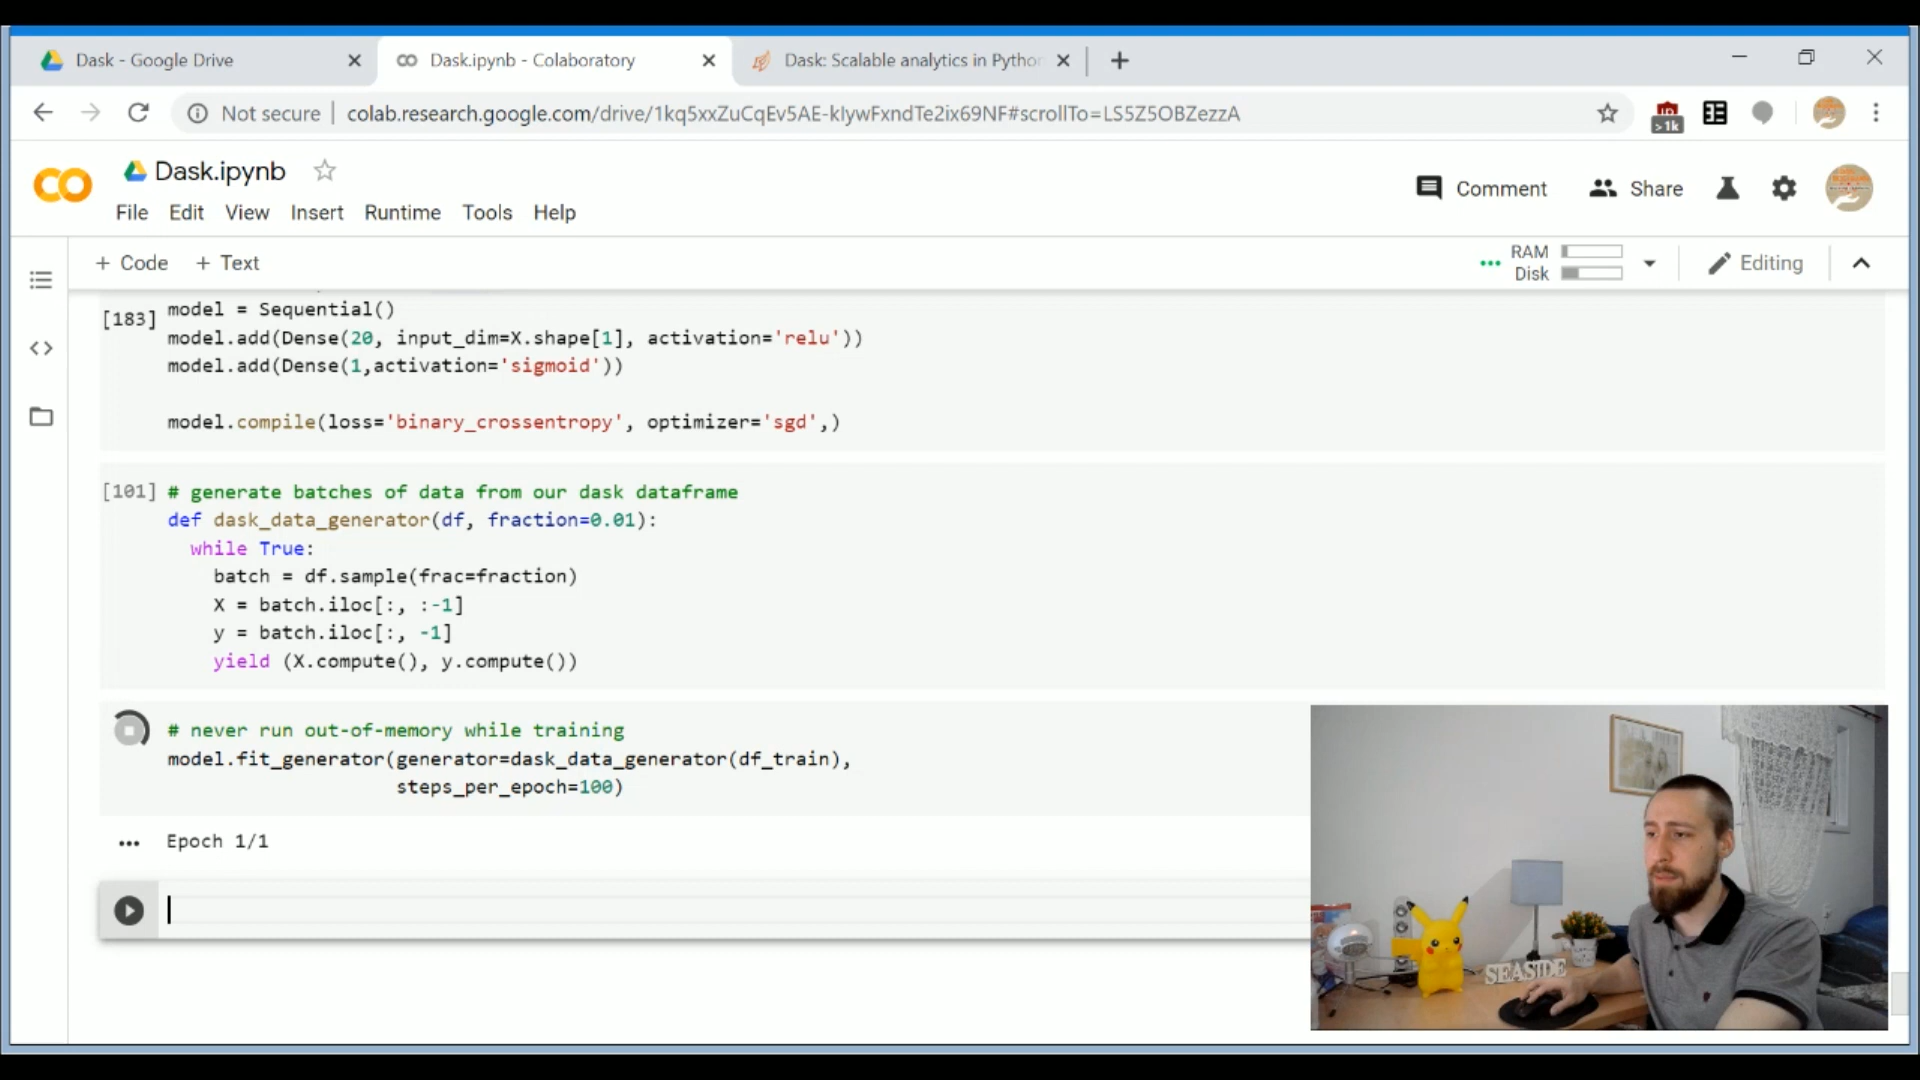 Dask - Google Drive
Dask.ipynb - Colaboratory
Dask: Scalable analytics in Python
Not secure
colab.research.google.com/drive/1kq5xxZuCqEv5AE-kIywFxndTe2ix69NF#scrollTo=LS5Z5OBZezzA
>1k
Dask.ipynb
File Edit View Insert Runtime Tools Help
Comment
Share
+ Code + Text
RAM
Disk
Editing
[183]
model = Sequential()
model.add(Dense(20, input_dim=X.shape[1], activation='relu'))
model.add(Dense(1,activation='sigmoid'))
model.compile(loss='binary_crossentropy', optimizer='sgd',)
[101] # generate batches of data from our dask dataframe
def dask_data_generator(df, fraction=0.01):
while True:
batch = df.sample(frac=fraction)
X = batch.iloc[:, :-1]
y = batch.iloc[:, -1]
yield (X.compute(), y.compute())
# never run out-of-memory while training
model.fit_generator(generator=dask_data_generator(df_train),
steps_per_epoch=100)
Epoch 1/1
SEASIDE